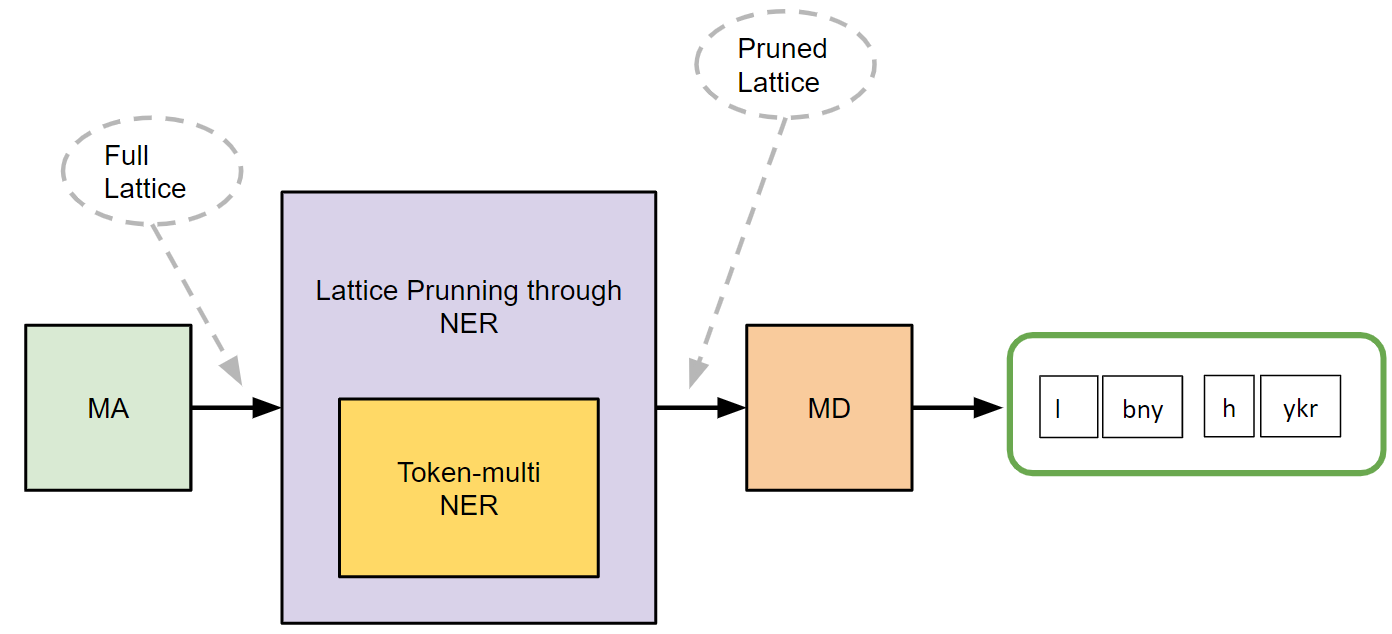 Pruned
Lattice
Full
Lattice
Lattice Prunning through
NER
MA
Token-multi
NER
MD
l bny h ykr